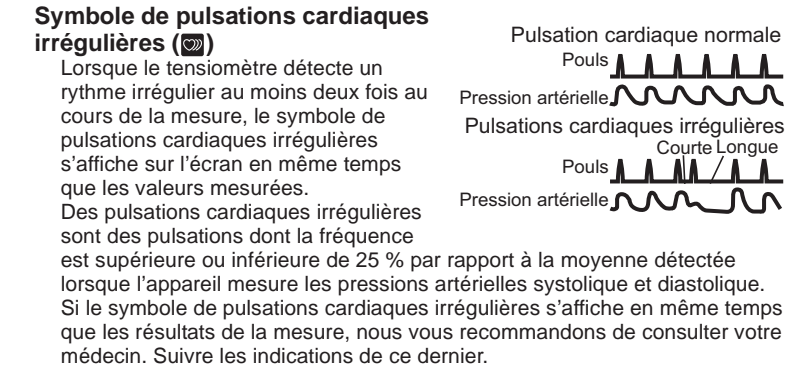 Symbole de pulsations cardiaques
irrégulières ()
Lorsque le tensiomètre détecte un
rythme irrégulier au moins deux fois au
cours de la mesure, le symbole de
pulsations cardiaques irrégulières
s’affiche sur l’écran en même temps
que les valeurs mesurées.
Des pulsations cardiaques irrégulières
sont des pulsations dont la fréquence
est supérieure ou inférieure de 25 % par rapport à la moyenne détectée
lorsque l’appareil mesure les pressions artérielles systolique et diastolique.
Si le symbole de pulsations cardiaques irrégulières s’affiche en même temps
que les résultats de la mesure, nous vous recommandons de consulter votre
médecin. Suivre les indications de ce dernier.
Pulsation cardiaque normale
Pouls
Pression artérielle
Pulsations cardiaques irrégulières
Courte Longue
Pouls
Pression artérielle